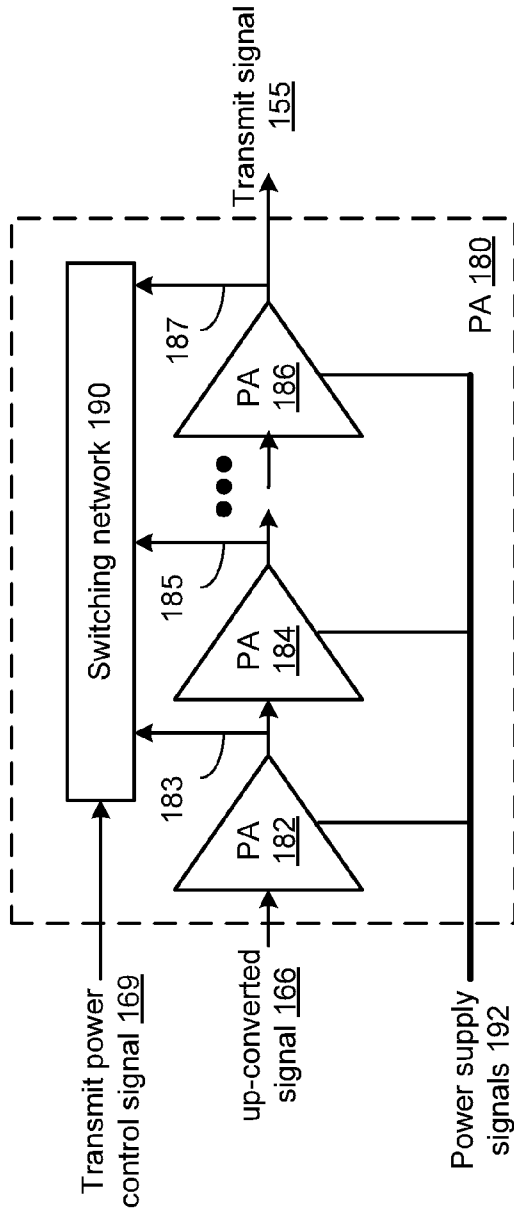 Transmit power
control signal 169
up-converted
signal 166
Power supply
signals 192
Switching network 190
183
185
187
PA
182
PA
184
PA
186
PA 180
Transmit signal
155